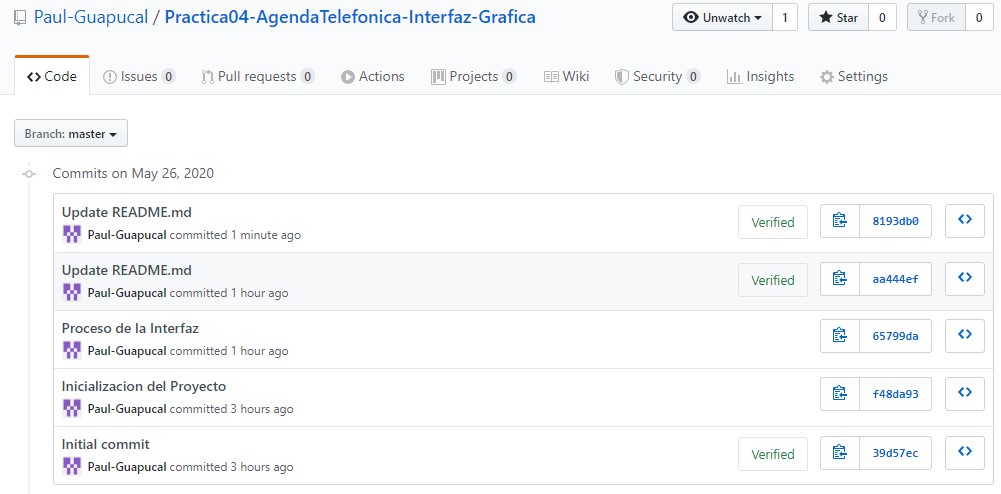 Paul-Guapucal / Practica04-AgendaTelefonica-Interfaz-Grafica
Unwatch 1 Star 0 Fork 0
Code Issues 0 Pull requests 0 Actions Projects 0 Wiki Security 0 Insights Settings
Branch: master
Commits on May 26, 2020
Update README.md
Paul-Guapucal committed 1 minute ago
Verified 8193db0
Update README.md
Paul-Guapucal committed 1 hour ago
Verified aa444ef
Proceso de la Interfaz
Paul-Guapucal committed 1 hour ago
65799da
Inicializacion del Proyecto
Paul-Guapucal committed 3 hours ago
f48da93
Initial commit
Paul-Guapucal committed 3 hours ago
Verified 39d57ec